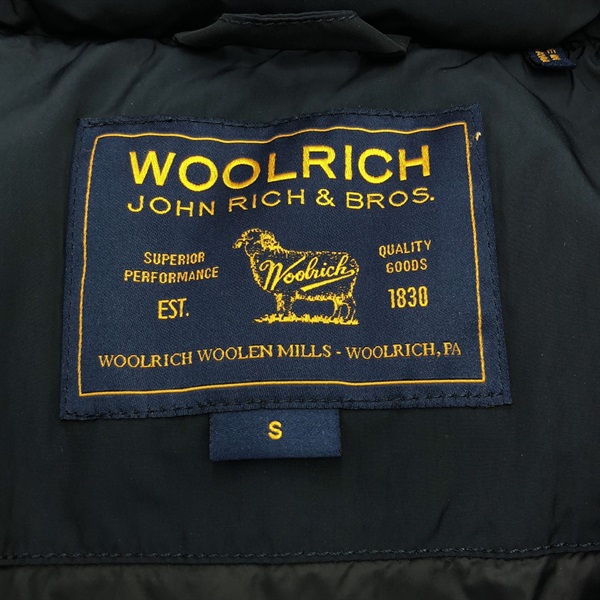 WOOLRICH
JOHN RICH & BROS.
SUPERIOR
PERFORMANCE
EST.
Woolrich
QUALITY
GOODS
1830
WOOLRICH WOOLEN MILLS - WOOLRICH, PA
S